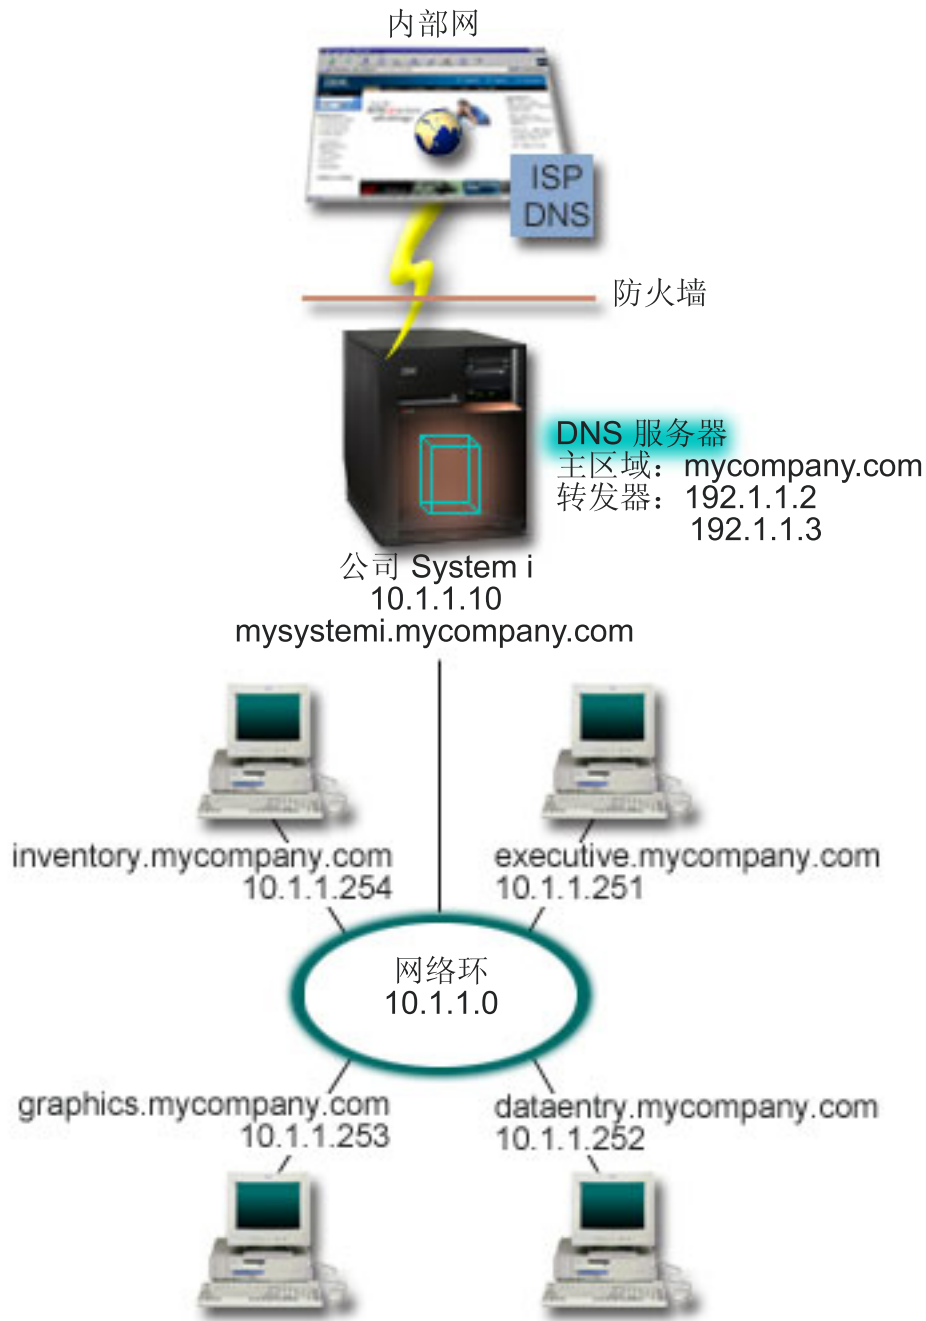 内部网
IBM
ISP
DNS
防火墙
IBM
DNS 服务器
主区域：mycompany.com
转发器：192.1.1.2
192.1.1.3
公司 System i
10.1.1.10
mysystemi.mycompany.com
inventory.mycompany.com
10.1.1.254
executive.mycompany.com
10.1.1.251
网络环
10.1.1.0
graphics.mycompany.com
10.1.1.253
dataentry.mycompany.com
10.1.1.252